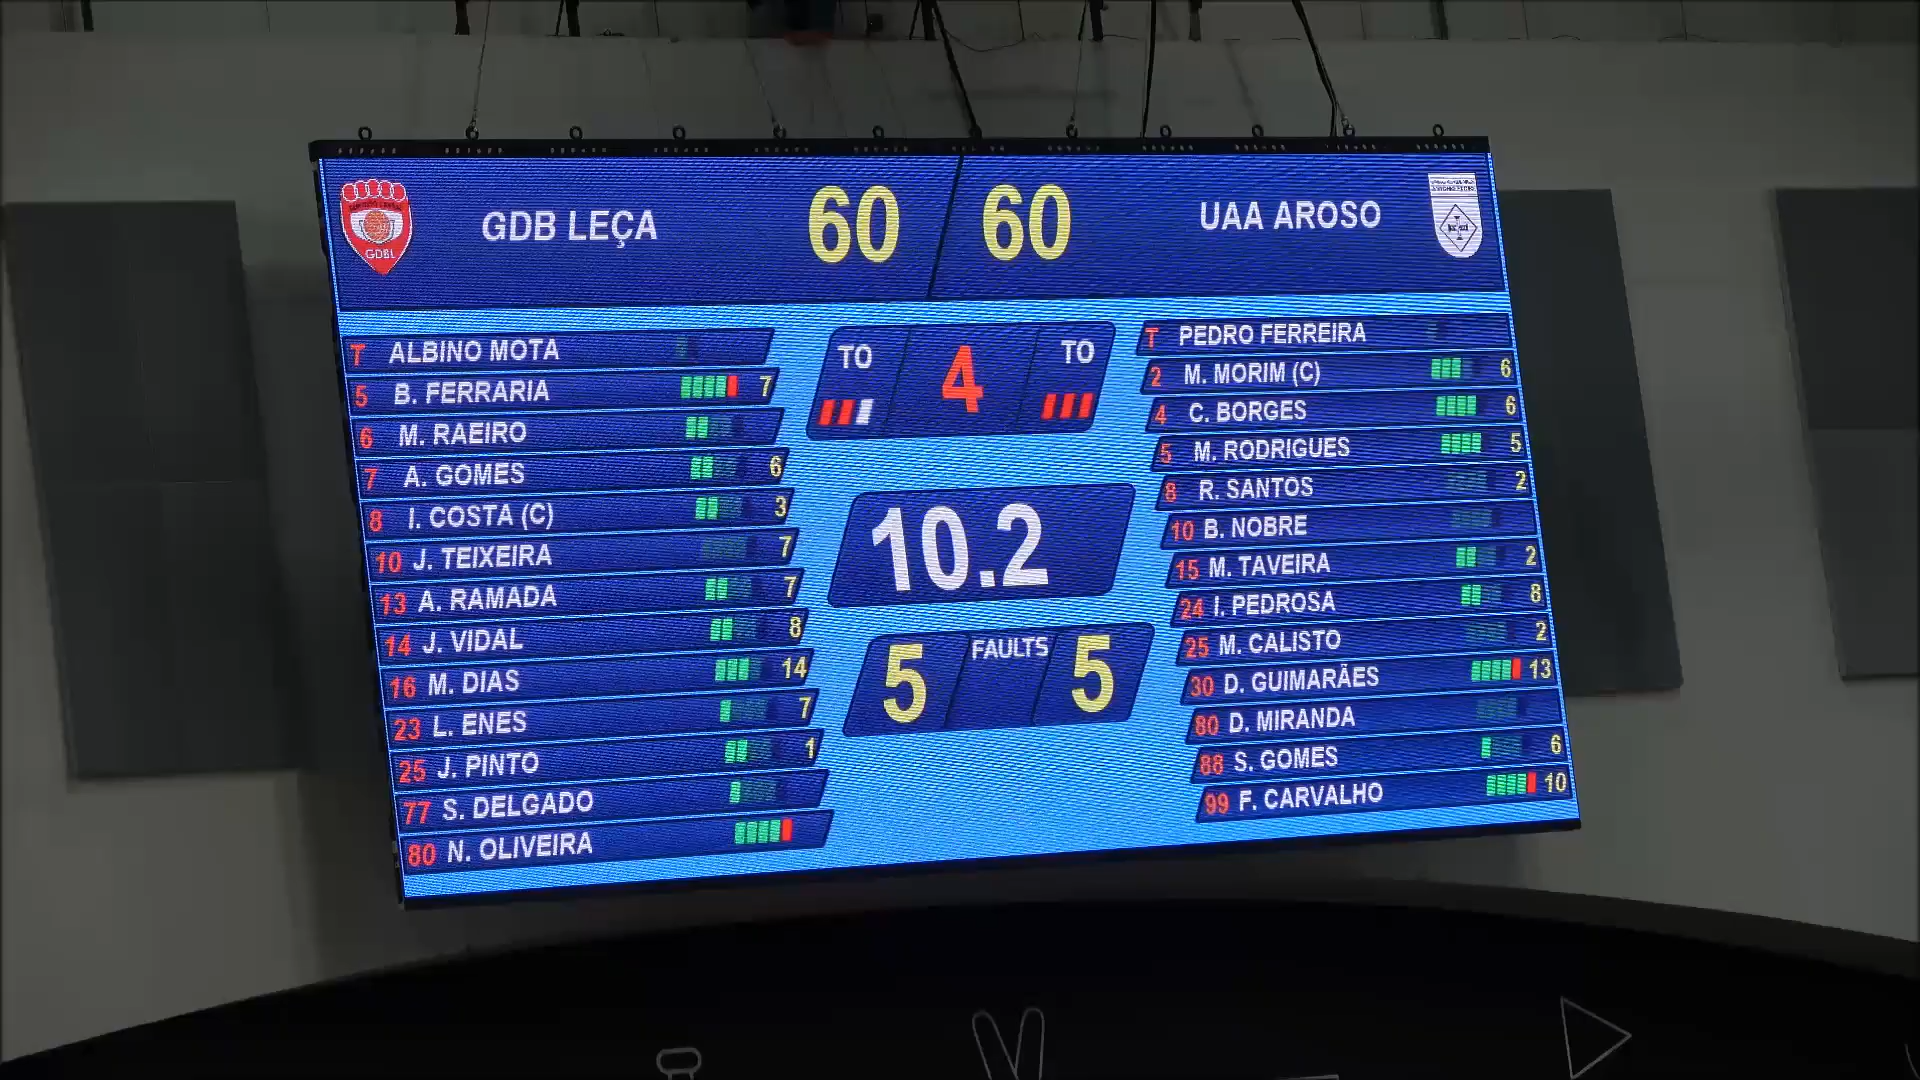 GDB LEÇA 60 60 UAA AROSO
GDBL
T ALBINO MOTA
5 B. FERRARIA 7
6 M. RAEIRO
7 A. GOMES 6
8 I. COSTA (C) 3
10 J. TEIXEIRA 7
13 A. RAMADA 7
14 J. VIDAL 8
16 M. DIAS 14
23 L. ENES 7
25 J. PINTO 1
77 S. DELGADO
80 N. OLIVEIRA
TO 4 TO
10.2
5 FAULTS 5
T PEDRO FERREIRA
2 M. MORIM (C) 6
4 C. BORGES 6
5 M. RODRIGUES 5
8 R. SANTOS 2
10 B. NOBRE
15 M. TAVEIRA 2
24 I. PEDROSA 8
25 M. CALISTO 2
30 D. GUIMARÃES 13
80 D. MIRANDA
88 S. GOMES 6
99 F. CARVALHO 10